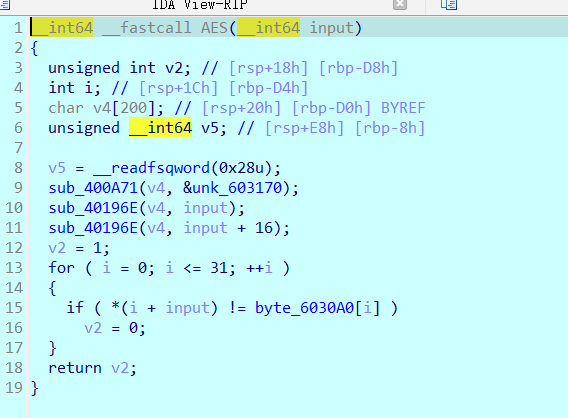 IDA View-RIP
1 __int64 __fastcall AES(__int64 input)
2 {
3 unsigned int v2; // [rsp+18h] [rbp-D8h]
4 int i; // [rsp+1Ch] [rbp-D4h]
5 char v4[200]; // [rsp+20h] [rbp-D0h] BYREF
6 unsigned __int64 v5; // [rsp+E8h] [rbp-8h]
7
8 v5 = __readfsqword(0x28u);
9 sub_400A71(v4, &unk_603170);
10 sub_40196E(v4, input);
11 sub_40196E(v4, input + 16);
12 v2 = 1;
13 for ( i = 0; i <= 31; ++i )
14 {
15 if ( *(i + input) != byte_6030A0[i] )
16 v2 = 0;
17 }
18 return v2;
19 }